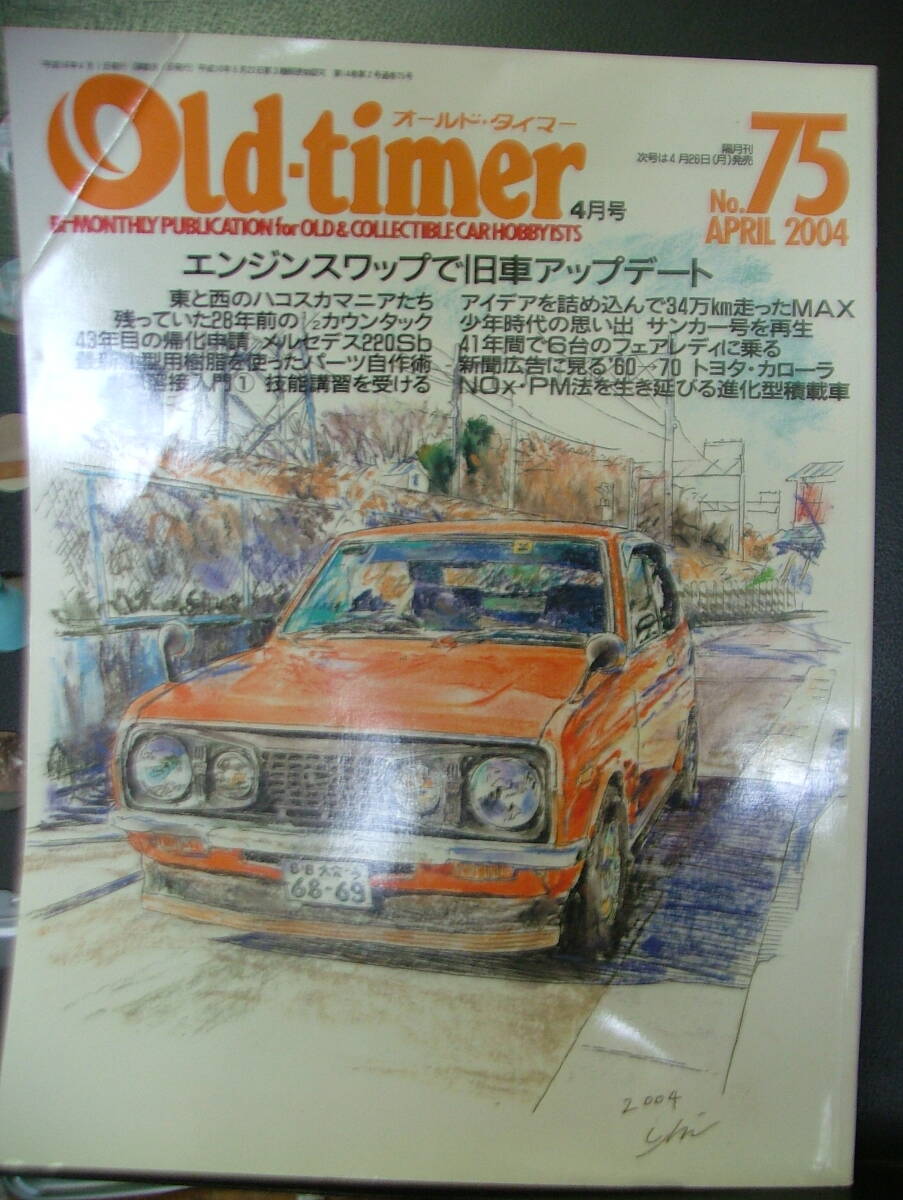 オールド・タイマー
Old-timer
4月号
BI-MONTHLY PUBLICATION for OLD & COLLECTIBLE CAR HOBBYISTS
隔月刊
次号は4月26日(月)発売
No.75
APRIL 2004
エンジンスワップで旧車アップデート
東と西のハコスカマニアたち
残っていた28年前の1/2カウンタック
43年目の帰化申請 メルセデス220Sb
型用樹脂を使ったパーツ自作術
溶接入門① 技能講習を受ける
アイデアを詰め込んで34万km走ったMAX
少年時代の思い出 サンカー号を再生
41年間で6台のフェアレディに乗る
新聞広告に見る'60→'70 トヨタ・カローラ
NOx・PM法を生き延びる進化型積載車
68-69
2004